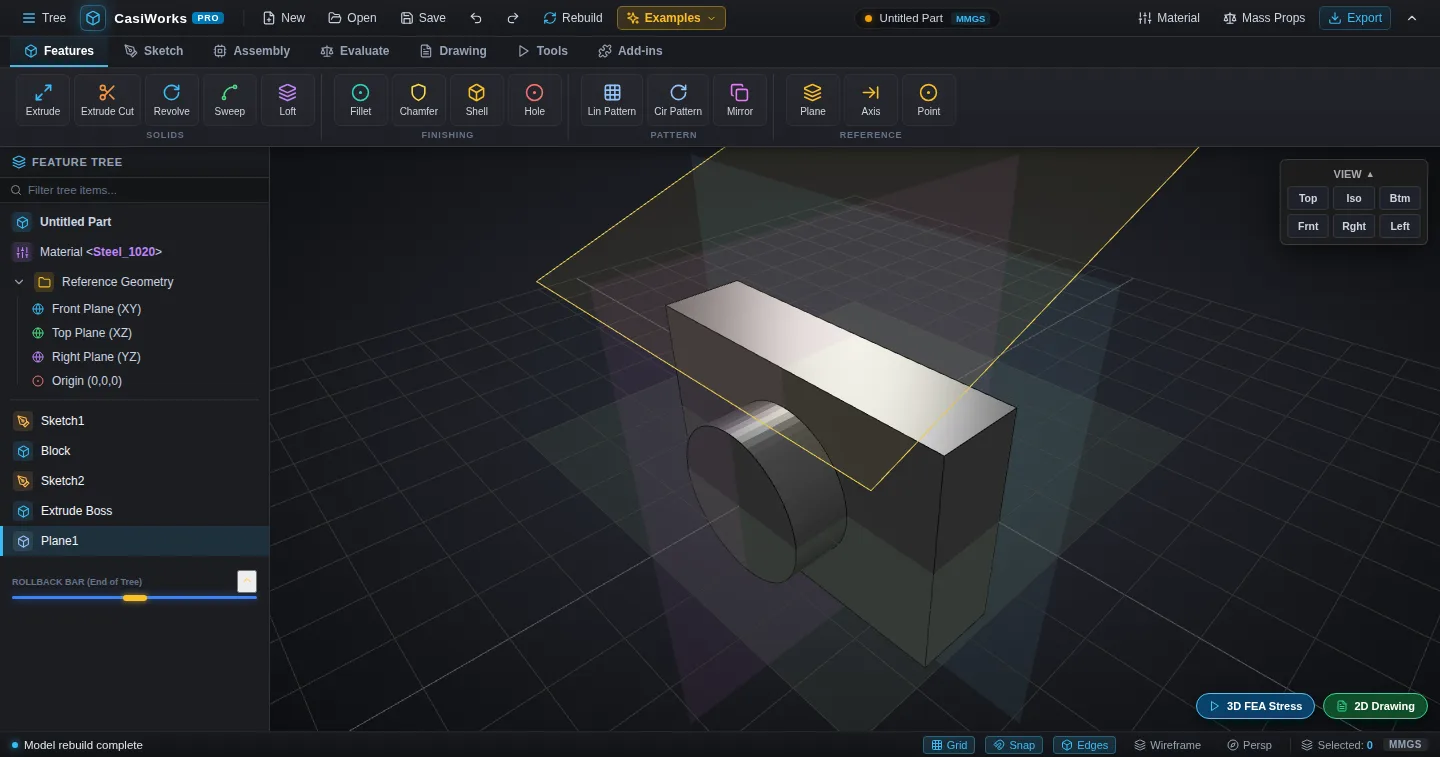 Tree CasiWorks PRO New Open Save Rebuild Examples Untitled Part MMGS Material Mass Props Export
Features Sketch Assembly Evaluate Drawing Tools Add-ins
Extrude Extrude Cut Revolve Sweep Loft Fillet Chamfer Shell Hole Lin Pattern Cir Pattern Mirror Plane Axis Point
SOLIDS FINISHING PATTERN REFERENCE
FEATURE TREE
Filter tree items...
Untitled Part
Material <Steel_1020>
Reference Geometry
Front Plane (XY)
Top Plane (XZ)
Right Plane (YZ)
Origin (0,0,0)
Sketch1
Block
Sketch2
Extrude Boss
Plane1
ROLLBACK BAR (End of Tree)
VIEW ▲
Top Iso Btm
Frnt Rght Left
3D FEA Stress 2D Drawing
Model rebuild complete Grid Snap Edges Wireframe Persp Selected: 0 MMGS